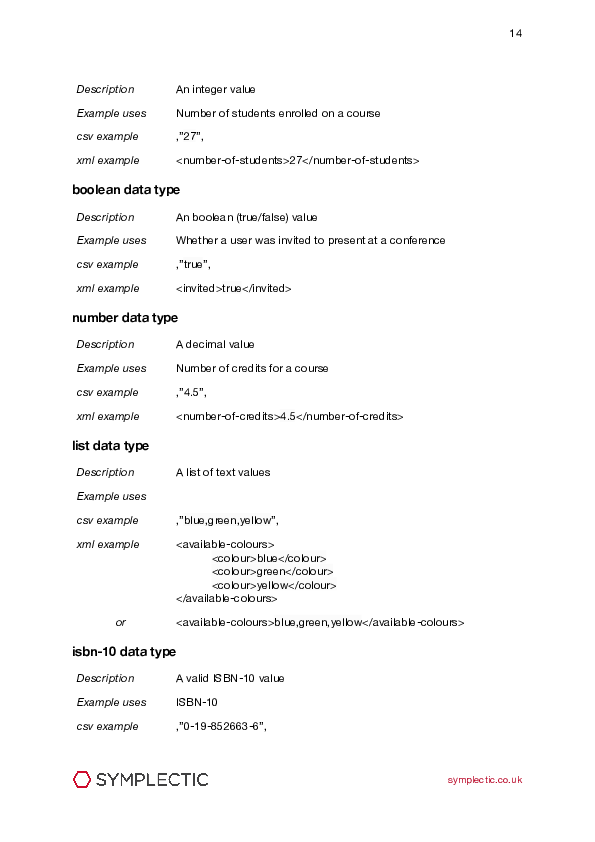 14
Description An integer value
Example uses Number of students enrolled on a course
csv example ,”27”,
xml example <number-of-students>27</number-of-students>
boolean data type
Description An boolean (true/false) value
Example uses Whether a user was invited to present at a conference
csv example ,”true”,
xml example <invited>true</invited>
number data type
Description A decimal value
Example uses Number of credits for a course
csv example ,”4.5”,
xml example <number-of-credits>4.5</number-of-credits>
list data type
Description A list of text values
Example uses
csv example ,”blue,green,yellow”,
xml example <available-colours>
<colour>blue</colour>
<colour>green</colour>
<colour>yellow</colour>
</available-colours>
or <available-colours>blue,green,yellow</available-colours>
isbn-10 data type
Description A valid ISBN-10 value
Example uses ISBN-10
csv example ,”0-19-852663-6”,
SYMPLECTIC symplectic.co.uk